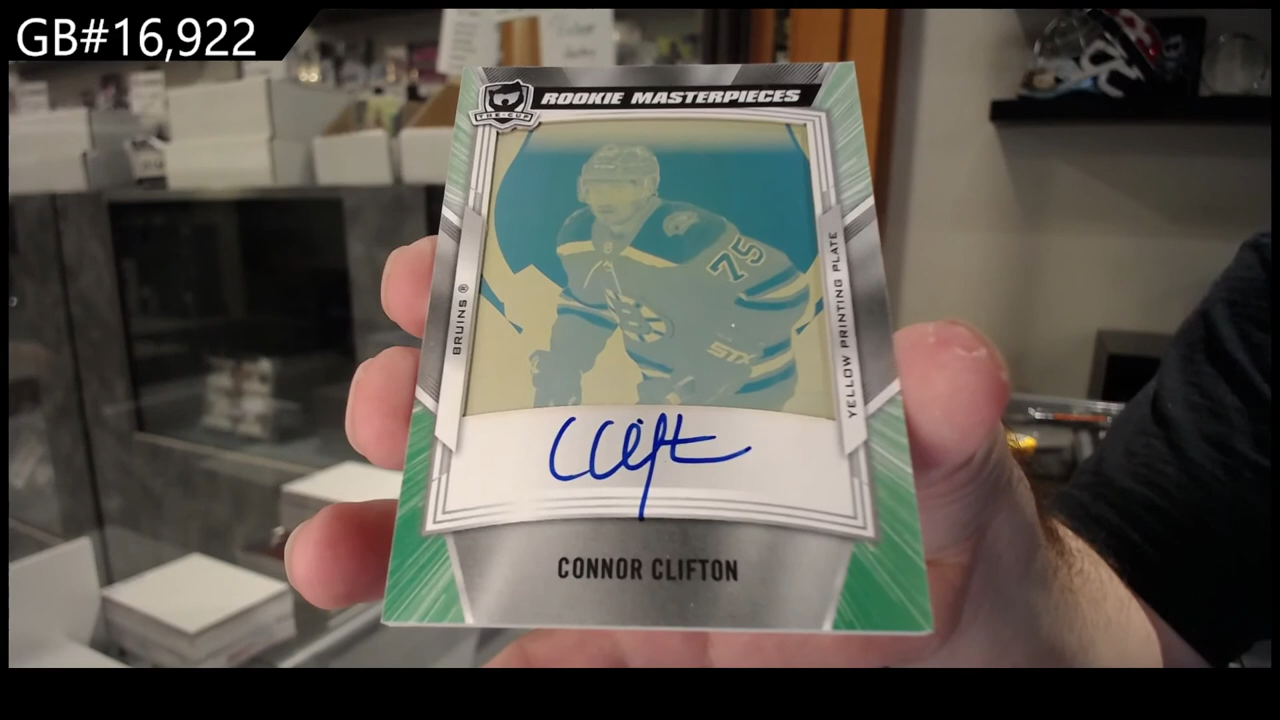 GB#16,922
THE CUP
ROOKIE MASTERPIECES
75
BRUINS ®
YELLOW PRINTING PLATE
B
STX
CONNOR CLIFTON